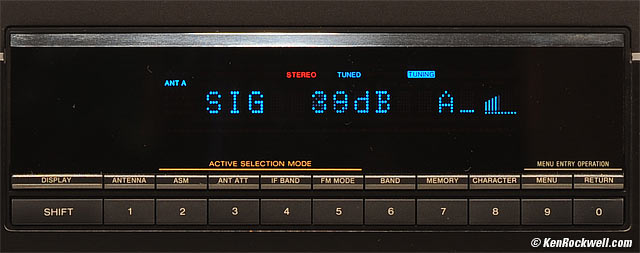 STEREO TUNED TUNING
ANT A
SIG 39dB A_
ACTIVE SELECTION MODE MENU ENTRY OPERATION
DISPLAY ANTENNA ASM ANT ATT IF BAND FM MODE BAND MEMORY CHARACTER MENU RETURN
SHIFT 1 2 3 4 5 6 7 8 9 0
© KenRockwell.com